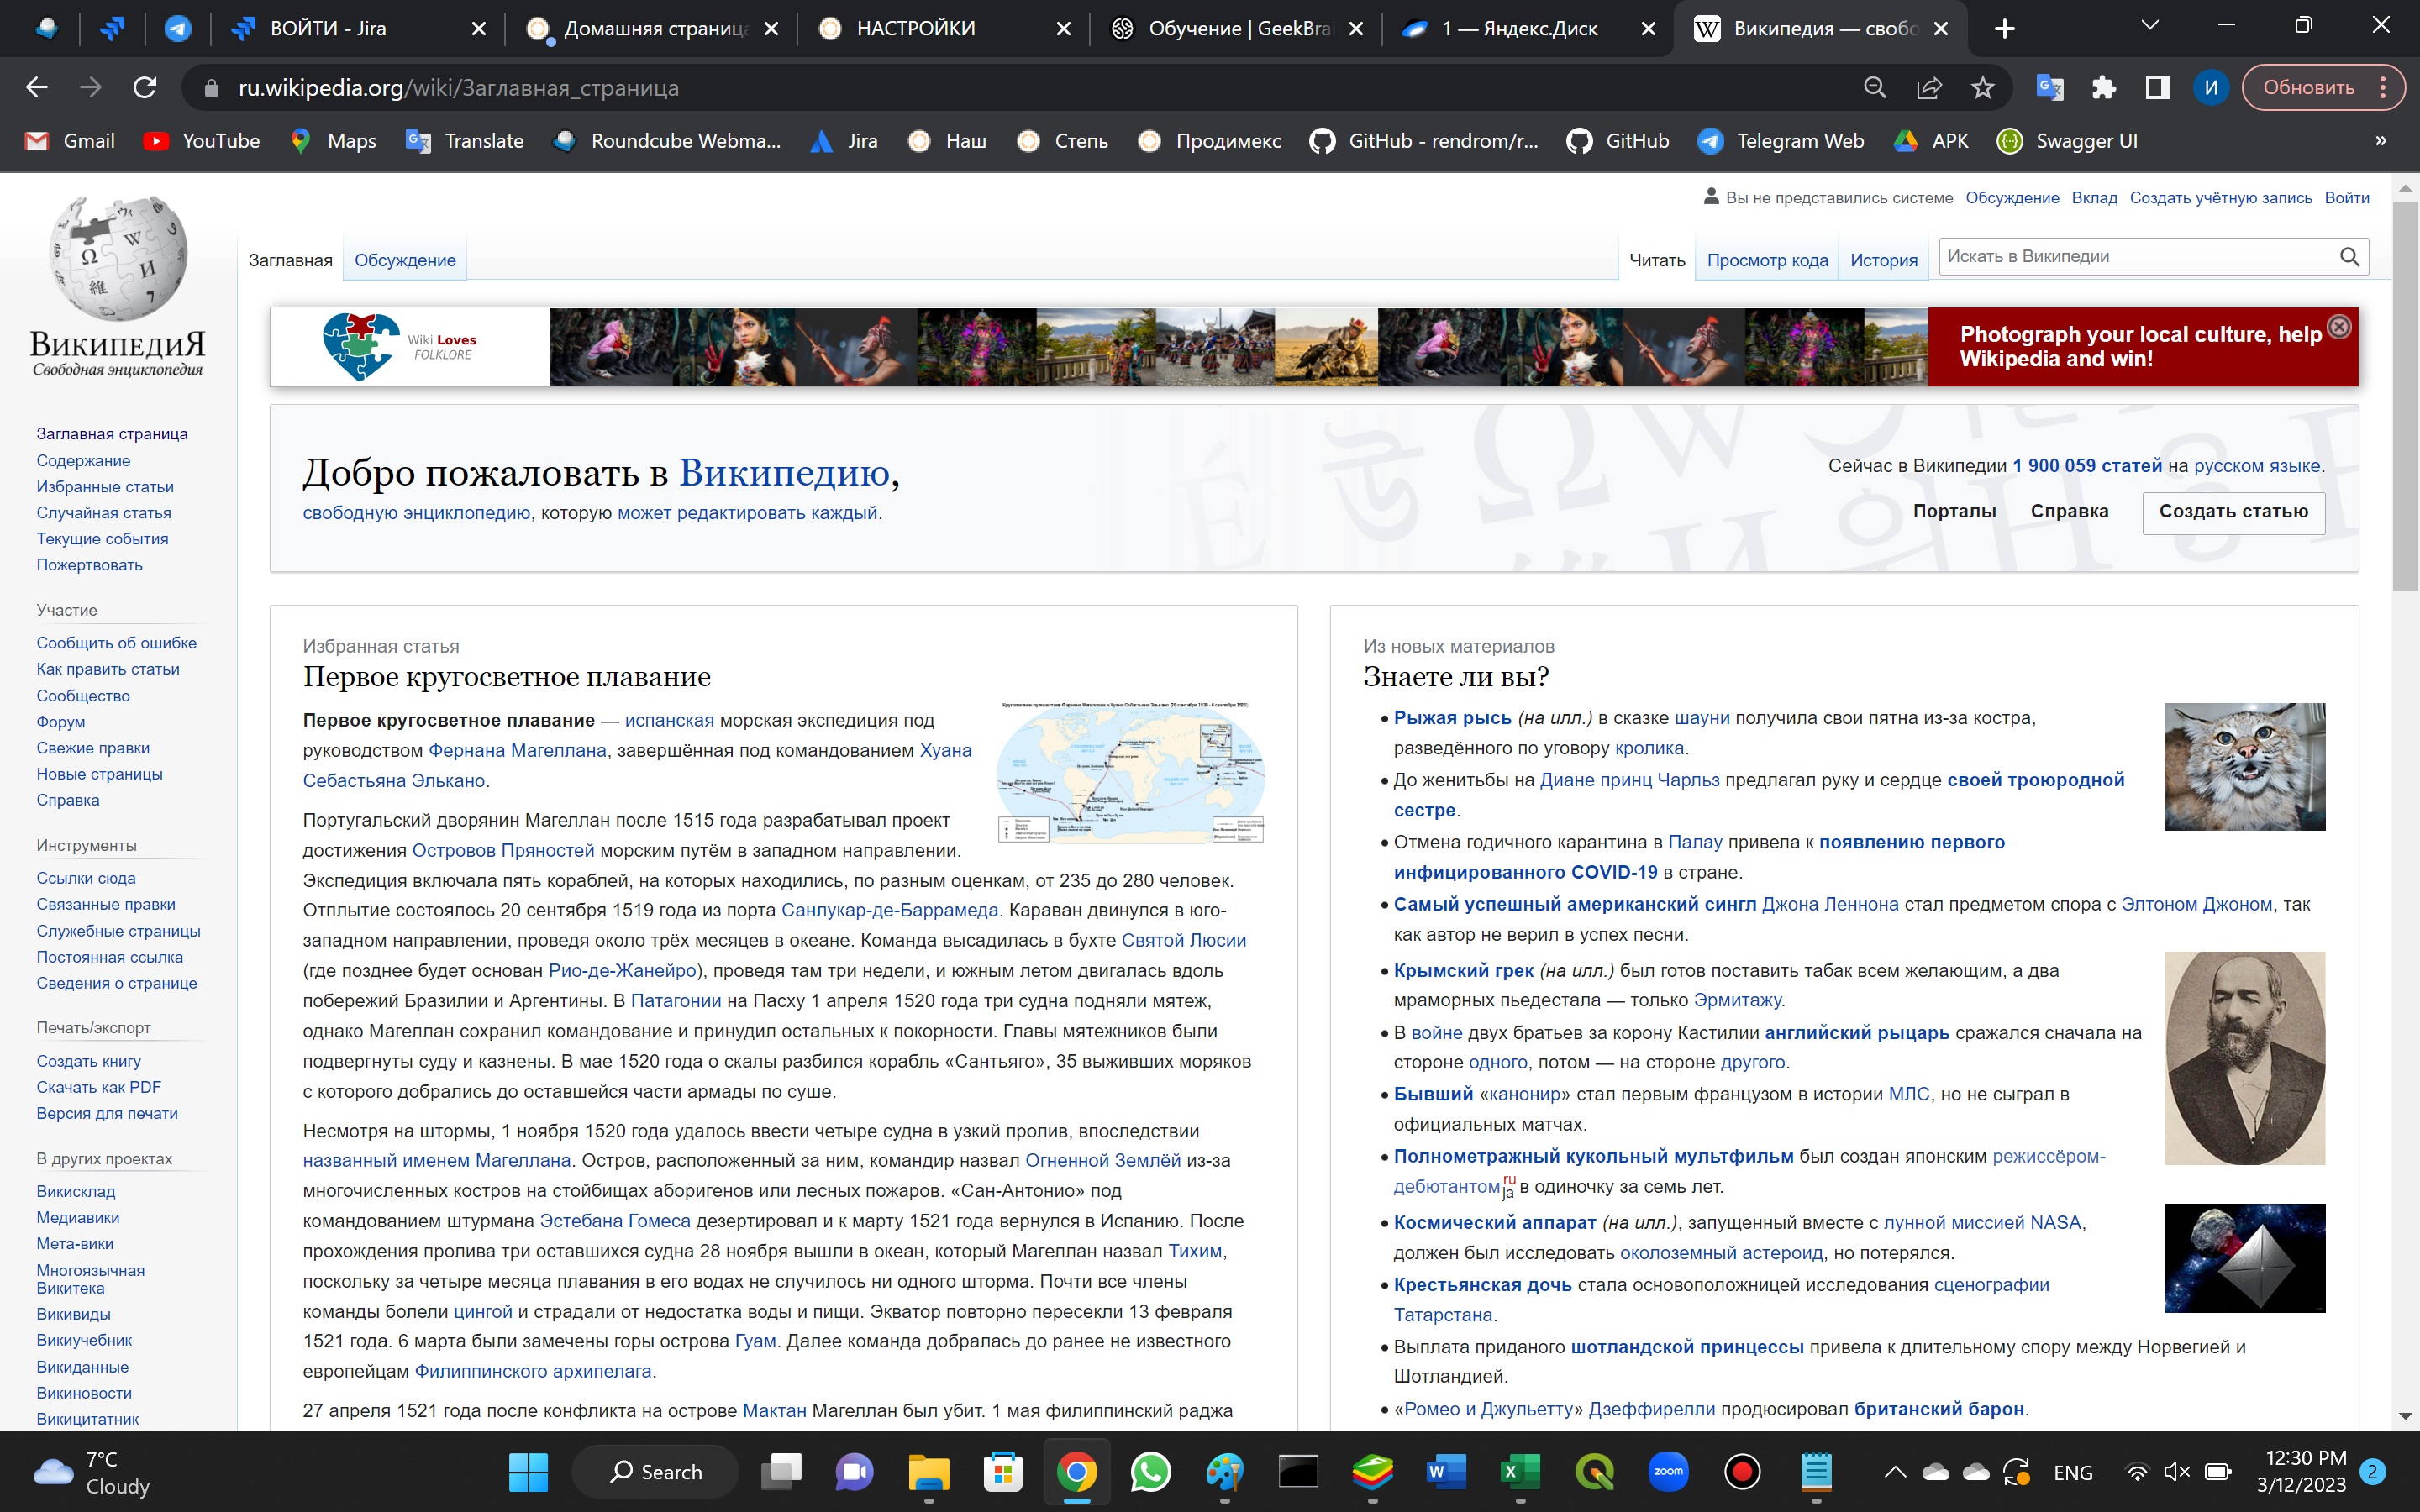 ВОЙТИ - Jira
Домашняя страница
НАСТРОЙКИ
Обучение | GeekBrai
1 — Яндекс.Диск
Википедия — свобо
ru.wikipedia.org/wiki/Заглавная_страница
И
Обновить
Gmail
YouTube
Maps
Translate
Roundcube Webma...
Jira
Наш
Степь
Продимекс
GitHub - rendrom/r...
GitHub
Telegram Web
APK
Swagger UI
»
Вы не представились системе Обсуждение Вклад Создать учётную запись Войти
Заглавная Обсуждение
Читать Просмотр кода История
Искать в Википедии
ВикипедиЯ
Свободная энциклопедия
Wiki Loves
FOLKLORE
Photograph your local culture, help
Wikipedia and win!
Заглавная страница
Содержание
Избранные статьи
Случайная статья
Текущие события
Пожертвовать
Участие
Сообщить об ошибке
Как править статьи
Сообщество
Форум
Свежие правки
Новые страницы
Справка
Инструменты
Ссылки сюда
Связанные правки
Служебные страницы
Постоянная ссылка
Сведения о странице
Печать/экспорт
Создать книгу
Скачать как PDF
Версия для печати
В других проектах
Викисклад
Медиавики
Мета-вики
Многоязычная
Викитека
Викивиды
Викиучебник
Викиданные
Викиновости
Викицитатник
Добро пожаловать в Википедию,
свободную энциклопедию, которую может редактировать каждый.
Сейчас в Википедии 1 900 059 статей на русском языке.
Порталы Справка Создать статью
Избранная статья
Первое кругосветное плавание
Первое кругосветное плавание — испанская морская экспедиция под
руководством Фернана Магеллана, завершённая под командованием Хуана
Себастьяна Элькано.
Португальский дворянин Магеллан после 1515 года разрабатывал проект
достижения Островов Пряностей морским путём в западном направлении.
Экспедиция включала пять кораблей, на которых находились, по разным оценкам, от 235 до 280 человек.
Отплытие состоялось 20 сентября 1519 года из порта Санлукар-де-Баррамеда. Караван двинулся в юго-
западном направлении, проведя около трёх месяцев в океане. Команда высадилась в бухте Святой Люсии
(где позднее будет основан Рио-де-Жанейро), проведя там три недели, и южным летом двигалась вдоль
побережий Бразилии и Аргентины. В Патагонии на Пасху 1 апреля 1520 года три судна подняли мятеж,
однако Магеллан сохранил командование и принудил остальных к покорности. Главы мятежников были
подвергнуты суду и казнены. В мае 1520 года о скалы разбился корабль «Сантьяго», 35 выживших моряков
с которого добрались до оставшейся части армады по суше.
Несмотря на штормы, 1 ноября 1520 года удалось ввести четыре судна в узкий пролив, впоследствии
названный именем Магеллана. Остров, расположенный за ним, командир назвал Огненной Землёй из-за
многочисленных костров на стойбищах аборигенов или лесных пожаров. «Сан-Антонио» под
командованием штурмана Эстебана Гомеса дезертировал и к марту 1521 года вернулся в Испанию. После
прохождения пролива три оставшихся судна 28 ноября вышли в океан, который Магеллан назвал Тихим,
поскольку за четыре месяца плавания в его водах не случилось ни одного шторма. Почти все члены
команды болели цингой и страдали от недостатка воды и пищи. Экватор повторно пересекли 13 февраля
1521 года. 6 марта были замечены горы острова Гуам. Далее команда добралась до ранее не известного
европейцам Филиппинского архипелага.
27 апреля 1521 года после конфликта на острове Мактан Магеллан был убит. 1 мая филиппинский раджа
Из новых материалов
Знаете ли вы?
Рыжая рысь (на илл.) в сказке шауни получила свои пятна из-за костра,
разведённого по уговору кролика.
До женитьбы на Диане принц Чарльз предлагал руку и сердце своей троюродной
сестре.
Отмена годичного карантина в Палау привела к появлению первого
инфицированного COVID-19 в стране.
Самый успешный американский сингл Джона Леннона стал предметом спора с Элтоном Джоном, так
как автор не верил в успех песни.
Крымский грек (на илл.) был готов поставить табак всем желающим, а два
мраморных пьедестала — только Эрмитажу.
В войне двух братьев за корону Кастилии английский рыцарь сражался сначала на
стороне одного, потом — на стороне другого.
Бывший «канонир» стал первым французом в истории МЛС, но не сыграл в
официальных матчах.
Полнометражный кукольный мультфильм был создан японским режиссёром-
дебютантом ru ja в одиночку за семь лет.
Космический аппарат (на илл.), запущенный вместе с лунной миссией NASA,
должен был исследовать околоземный астероид, но потерялся.
Крестьянская дочь стала основоположницей исследования сценографии
Татарстана.
Выплата приданого шотландской принцессы привела к длительному спору между Норвегией и
Шотландией.
«Ромео и Джульетту» Дзеффирелли продюсировал британский барон.
7°C
Cloudy
Search
zoom
ENG
12:30 PM
3/12/2023
2